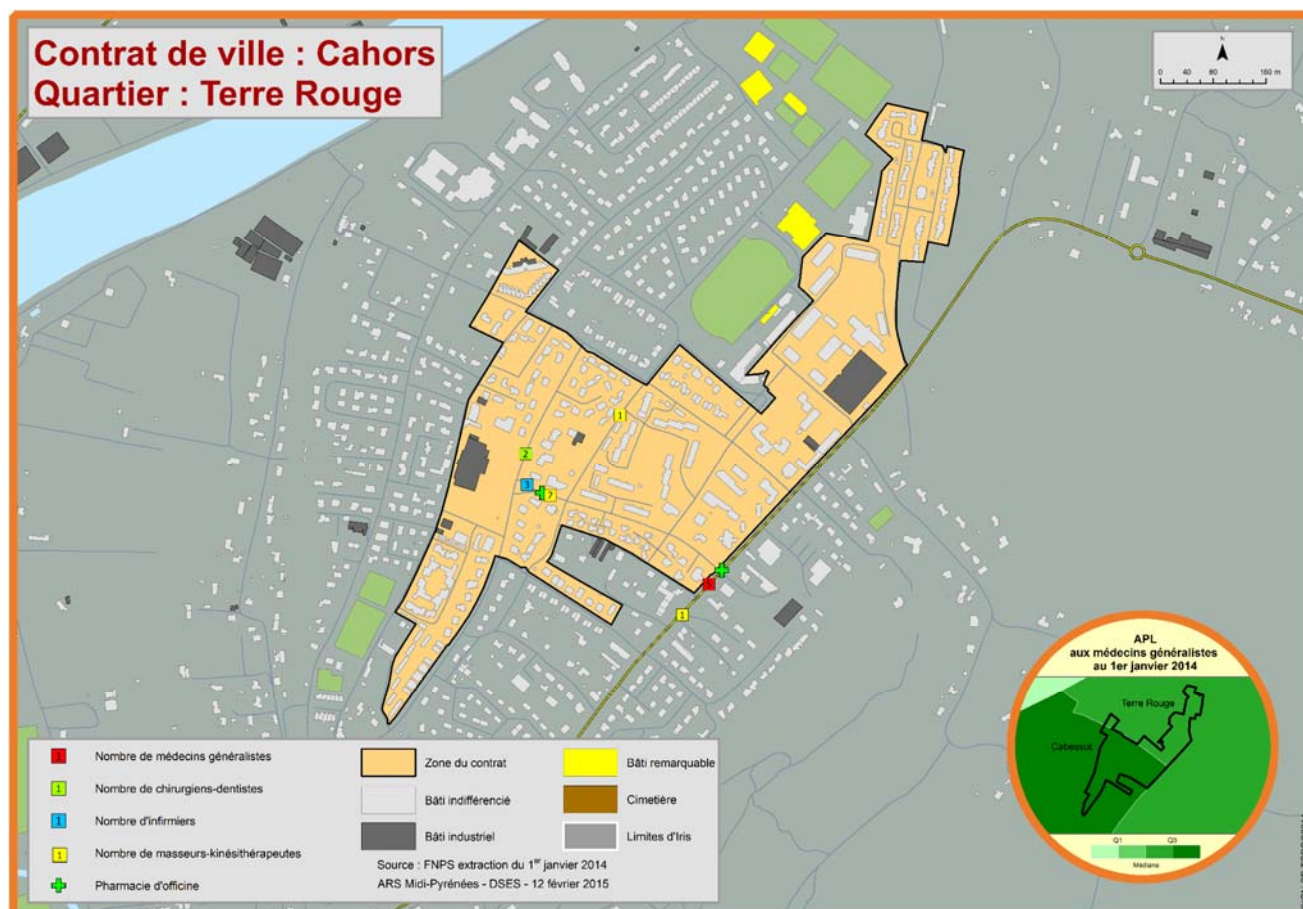 Contrat de ville : Cahors
Quartier : Terre Rouge
N
0 40 80 160 m
1
2
3
7
5
1
APL
aux médecins généralistes
au 1er janvier 2014
Terre Rouge
Cabessut
Q1 Q3
Médiane
1 Nombre de médecins généralistes
1 Nombre de chirurgiens-dentistes
1 Nombre d'infirmiers
1 Nombre de masseurs-kinésithérapeutes
Pharmacie d'officine
Zone du contrat
Bâti indifférencié
Bâti industriel
Bâti remarquable
Cimetière
Limites d'Iris
Source : FNPS extraction du 1er janvier 2014
ARS Midi-Pyrénées - DSES - 12 février 2015